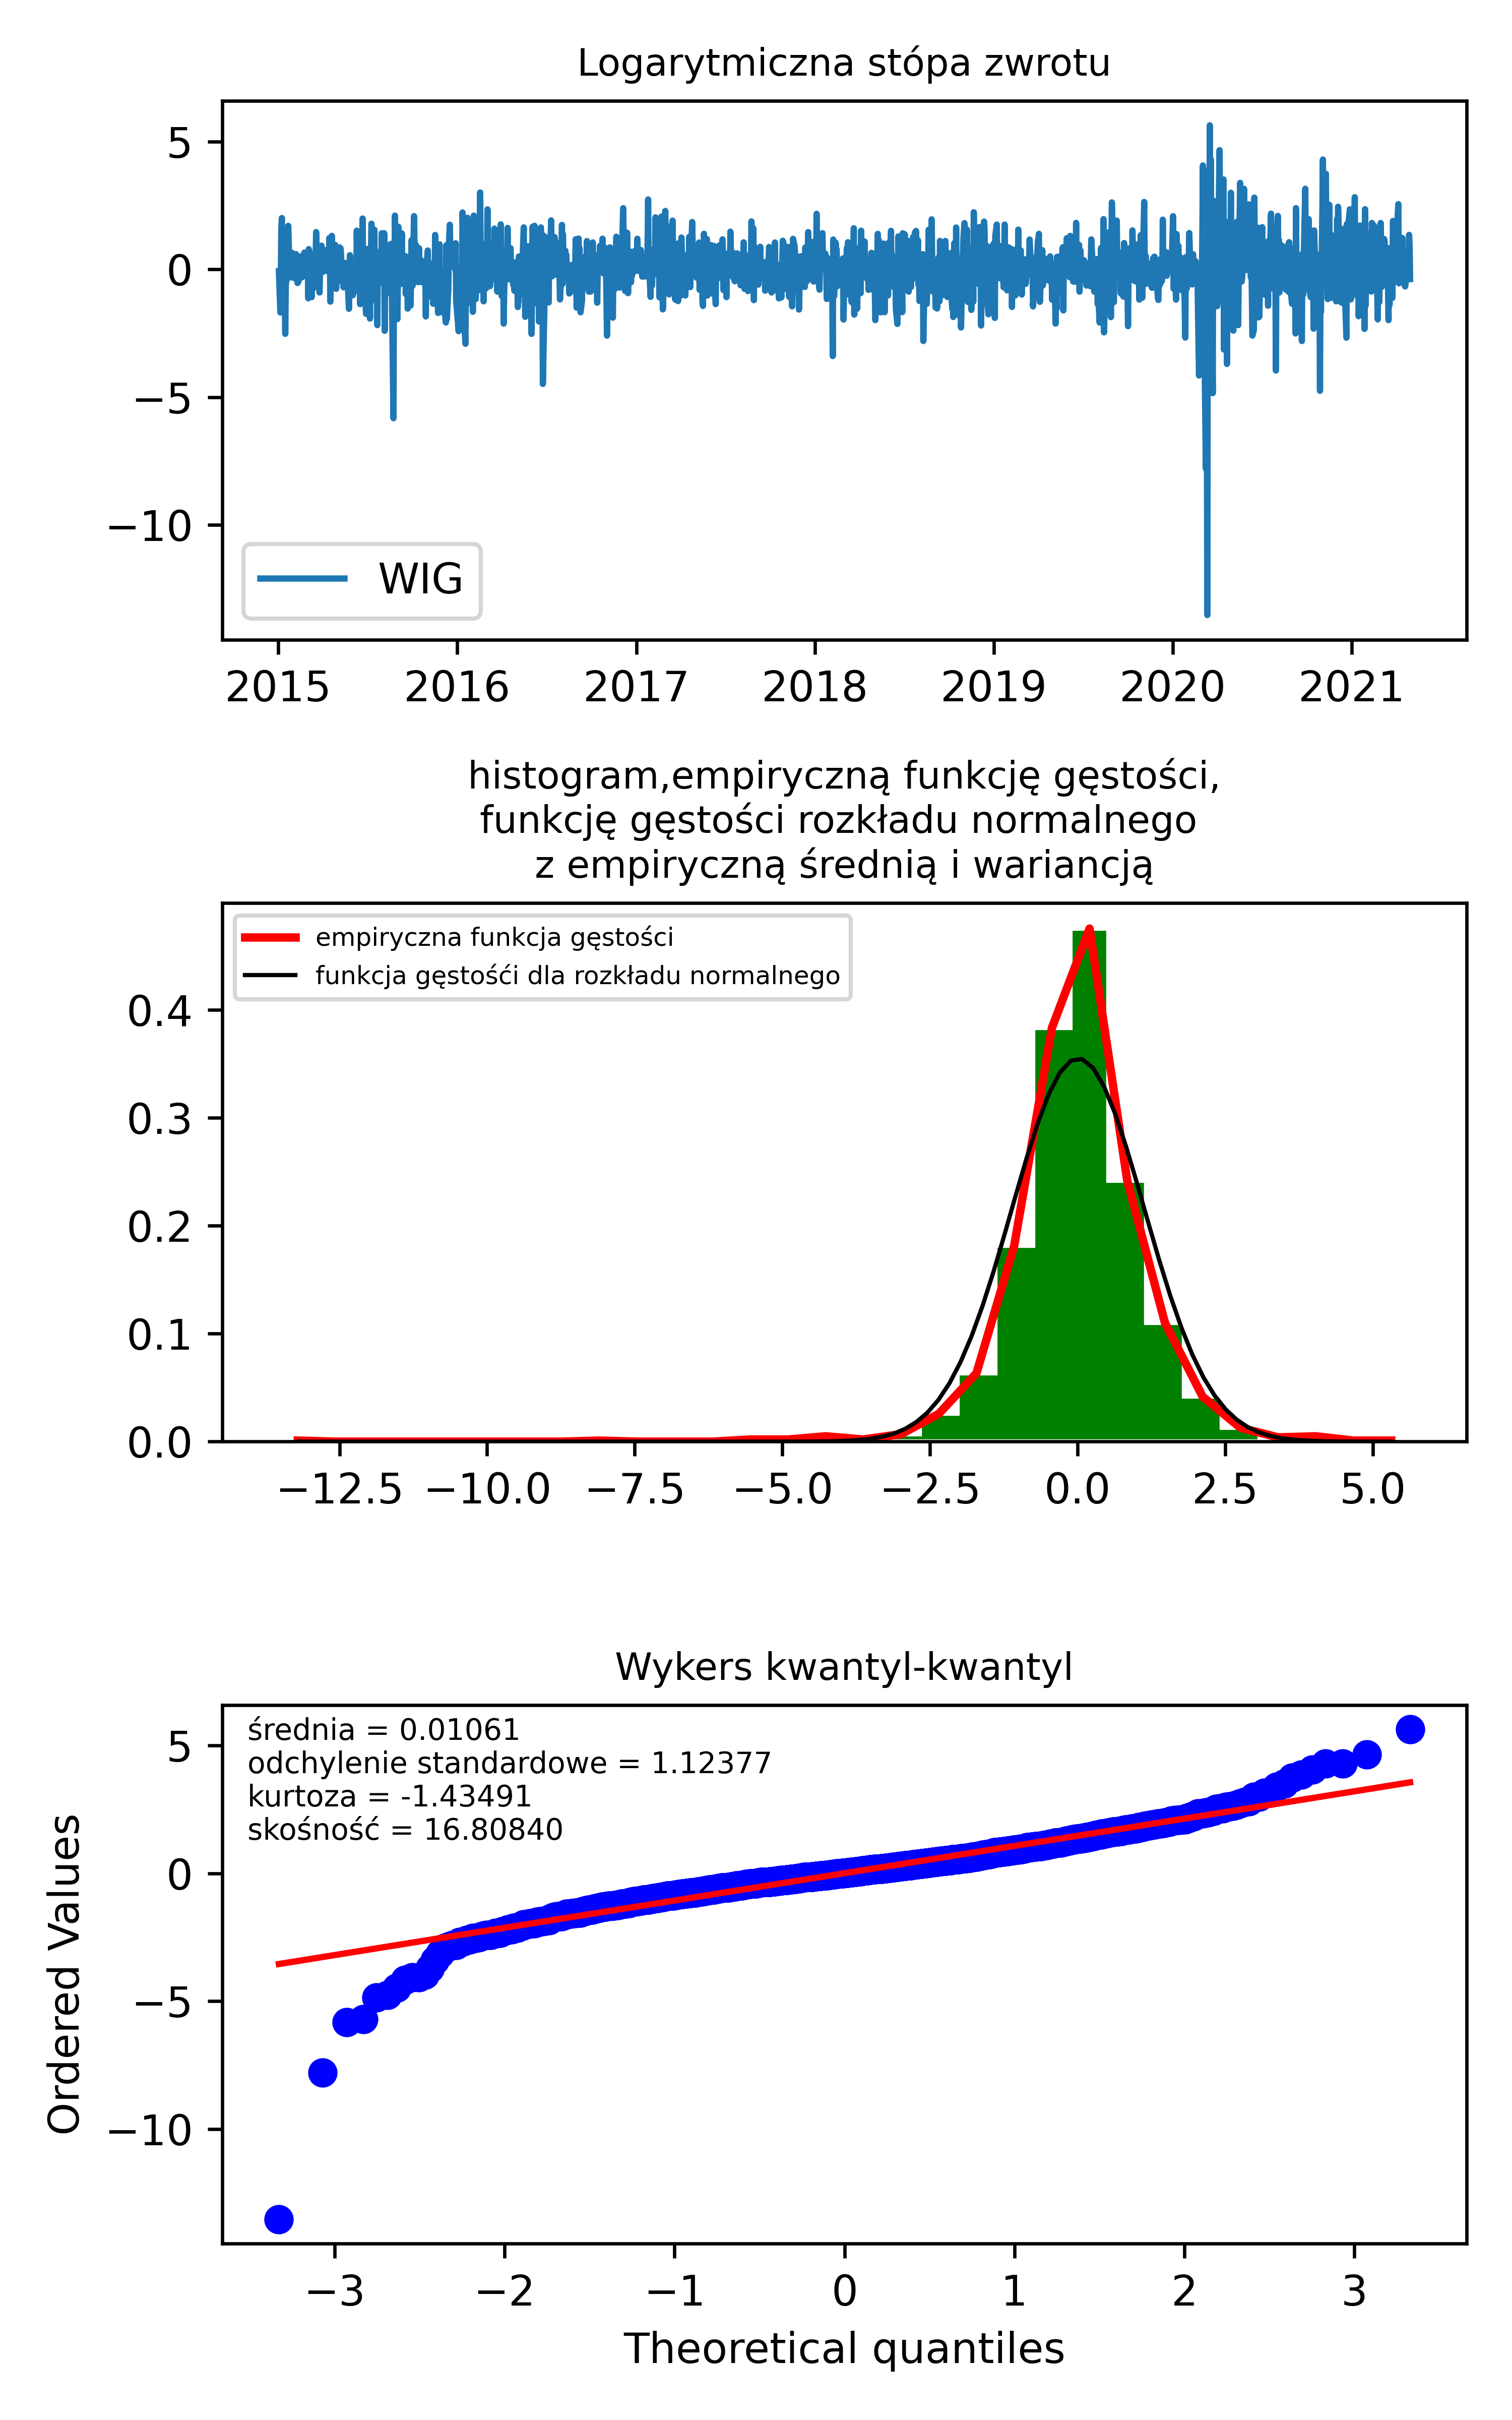 Logarytmiczna stópa zwrotu
5
0
−5
−10
WIG
2015 2016 2017 2018 2019 2020 2021
histogram,empiryczną funkcję gęstości,
funkcję gęstości rozkładu normalnego
z empiryczną średnią i wariancją
empiryczna funkcja gęstości
funkcja gęstośći dla rozkładu normalnego
0.4
0.3
0.2
0.1
0.0
−12.5 −10.0 −7.5 −5.0 −2.5 0.0 2.5 5.0
Wykers kwantyl-kwantyl
średnia = 0.01061
odchylenie standardowe = 1.12377
kurtoza = -1.43491
skośność = 16.80840
5
0
−5
−10
Ordered Values
−3 −2 −1 0 1 2 3
Theoretical quantiles